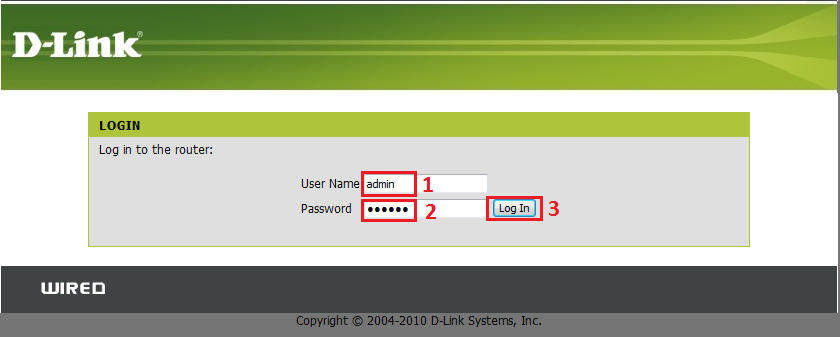 D-Link®
LOGIN
Log in to the router:
User Name admin 1
Password •••••• 2 Log In 3
WIRED
Copyright © 2004-2010 D-Link Systems, Inc.